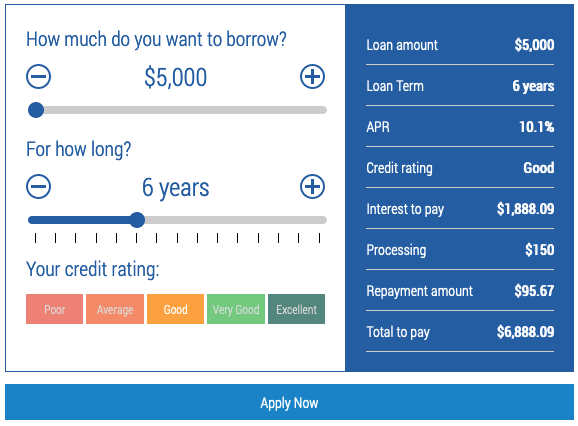 How much do you want to borrow?
$5,000
For how long?
6 years
Your credit rating:
Poor Average Good Very Good Excellent
Loan amount $5,000
Loan Term 6 years
APR 10.1%
Credit rating Good
Interest to pay $1,888.09
Processing $150
Repayment amount $95.67
Total to pay $6,888.09
Apply Now